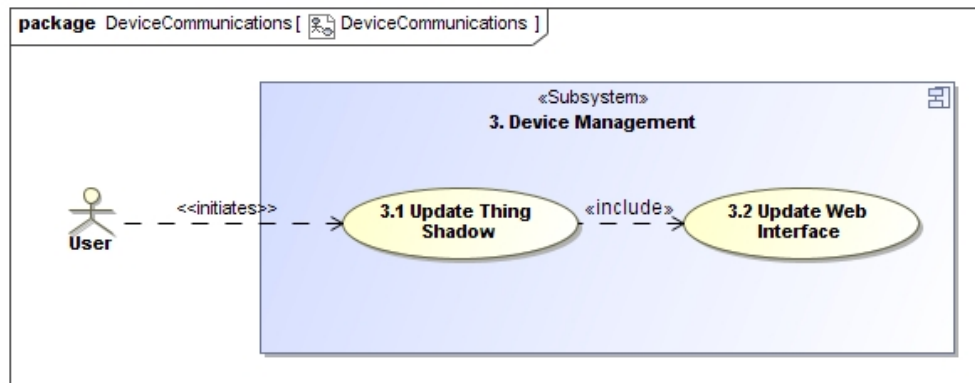 package DeviceCommunications [ DeviceCommunications ]
«Subsystem»
3. Device Management
<<initiates>>
User
3.1 Update Thing
Shadow
«include»
3.2 Update Web
Interface